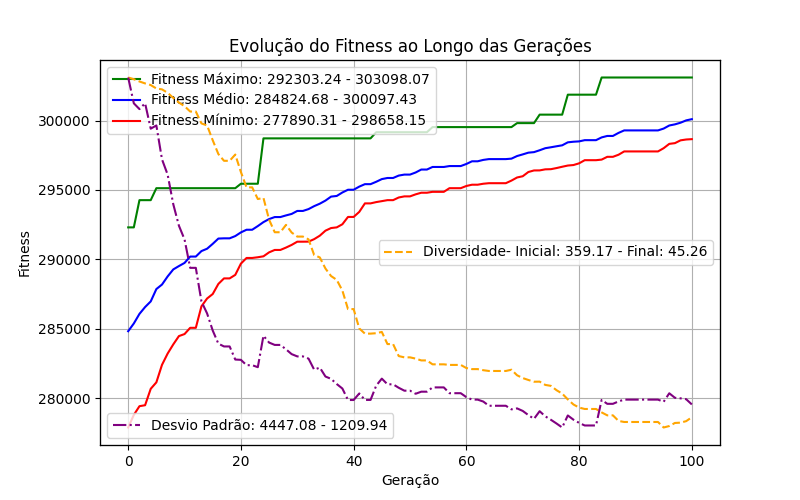 Evolução do Fitness ao Longo das Gerações
Fitness Máximo: 292303.24 - 303098.07
Fitness Médio: 284824.68 - 300097.43
Fitness Mínimo: 277890.31 - 298658.15
Diversidade- Inicial: 359.17 - Final: 45.26
Desvio Padrão: 4447.08 - 1209.94
Fitness
300000
295000
290000
285000
280000
0 20 40 60 80 100
Geração